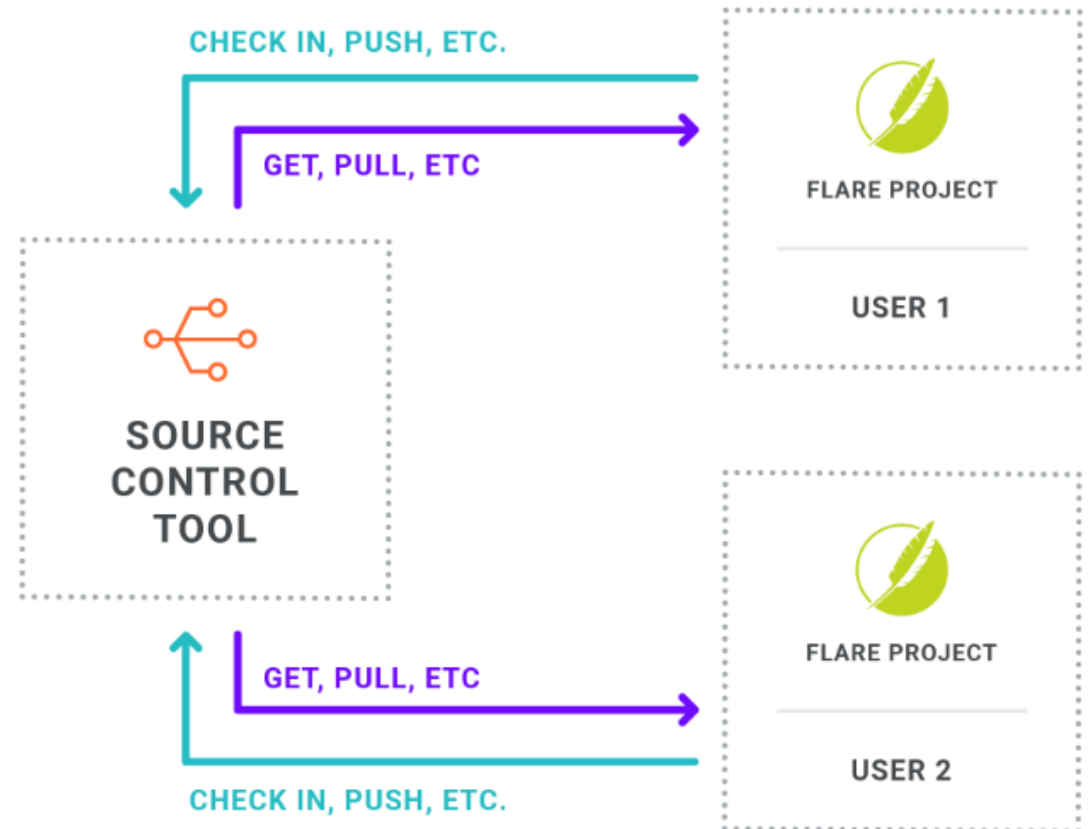 CHECK IN, PUSH, ETC.
GET, PULL, ETC
FLARE PROJECT
USER 1
SOURCE
CONTROL
TOOL
GET, PULL, ETC
CHECK IN, PUSH, ETC.
FLARE PROJECT
USER 2